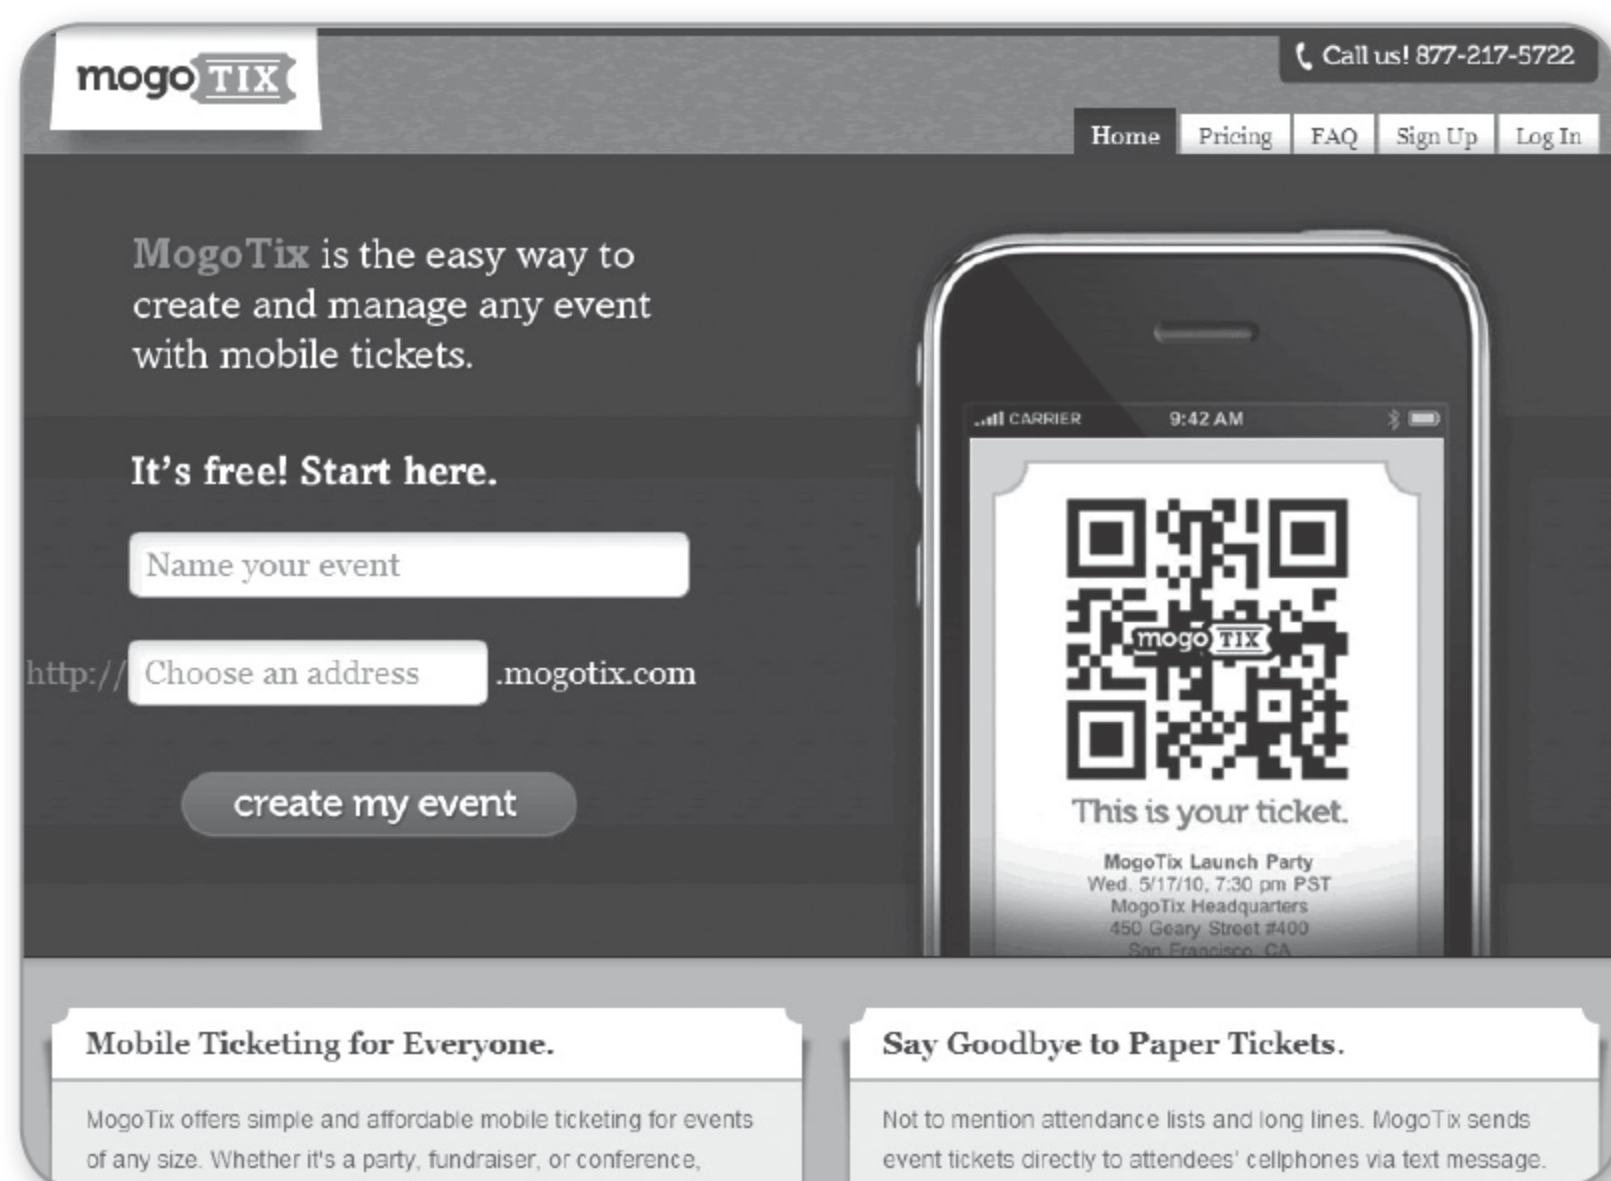 mogo TIX
Call us! 877-217-5722
Home Pricing FAQ Sign Up Log In
MogoTix is the easy way to
create and manage any event
with mobile tickets.
It's free! Start here.
Name your event
http:// Choose an address .mogotix.com
create my event
CARRIER 9:42 AM
mogo TIX
This is your ticket.
MogoTix Launch Party
Wed. 5/17/10, 7:30 pm PST
MogoTix Headquarters
450 Geary Street #400
San Francisco, CA
Mobile Ticketing for Everyone.
MogoTix offers simple and affordable mobile ticketing for events
of any size. Whether it's a party, fundraiser, or conference,
Say Goodbye to Paper Tickets.
Not to mention attendance lists and long lines. MogoTix sends
event tickets directly to attendees' cellphones via text message.